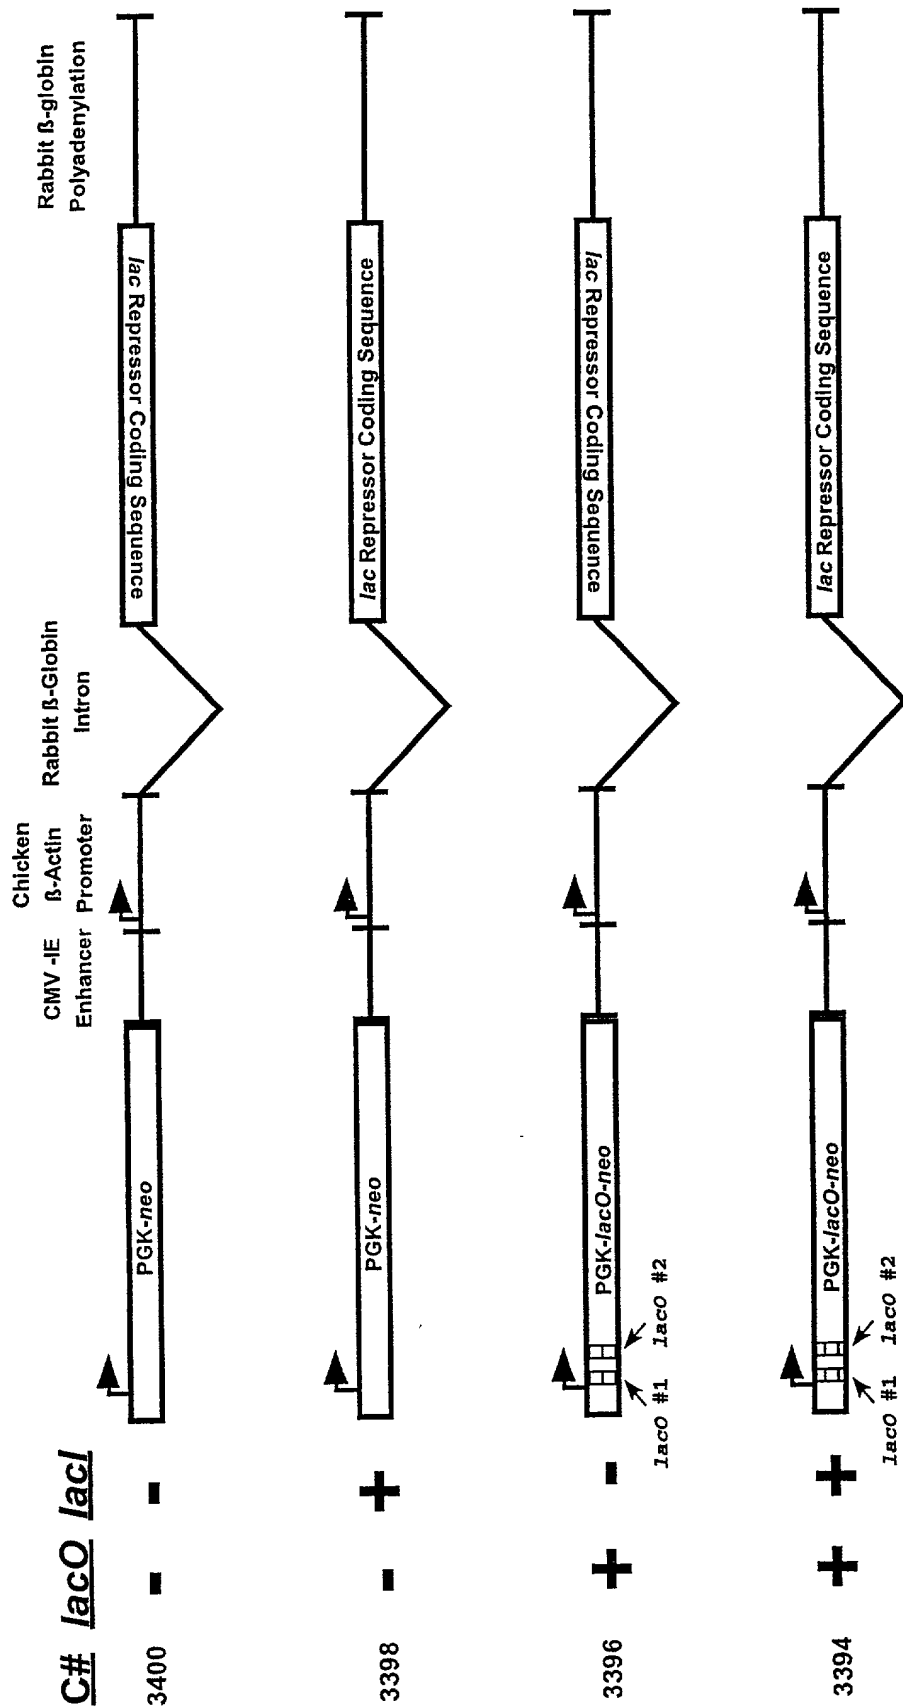 C# lacO lacI
CMV -IE
Enhancer
Chicken
ß-Actin
Promoter
Rabbit ß-Globin
Intron
Rabbit ß-globin
Polyadenylation
3400 - -
PGK-neo
lac Repressor Coding Sequence
3398 - +
PGK-neo
lac Repressor Coding Sequence
3396 + -
PGK-lacO-neo
lac Repressor Coding Sequence
lacO #1 lacO #2
3394 + +
PGK-lacO-neo
lac Repressor Coding Sequence
lacO #1 lacO #2